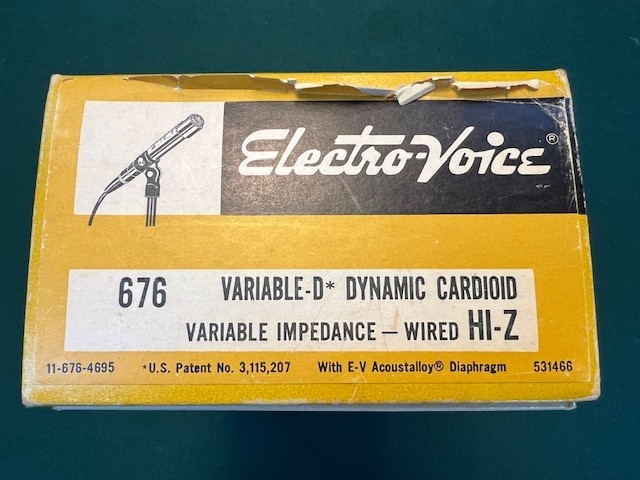 Electro-Voice®
676 VARIABLE-D* DYNAMIC CARDIOID
VARIABLE IMPEDANCE — WIRED HI-Z
11-676-4695 *U.S. Patent No. 3,115,207 With E-V Acoustalloy® Diaphragm 531466